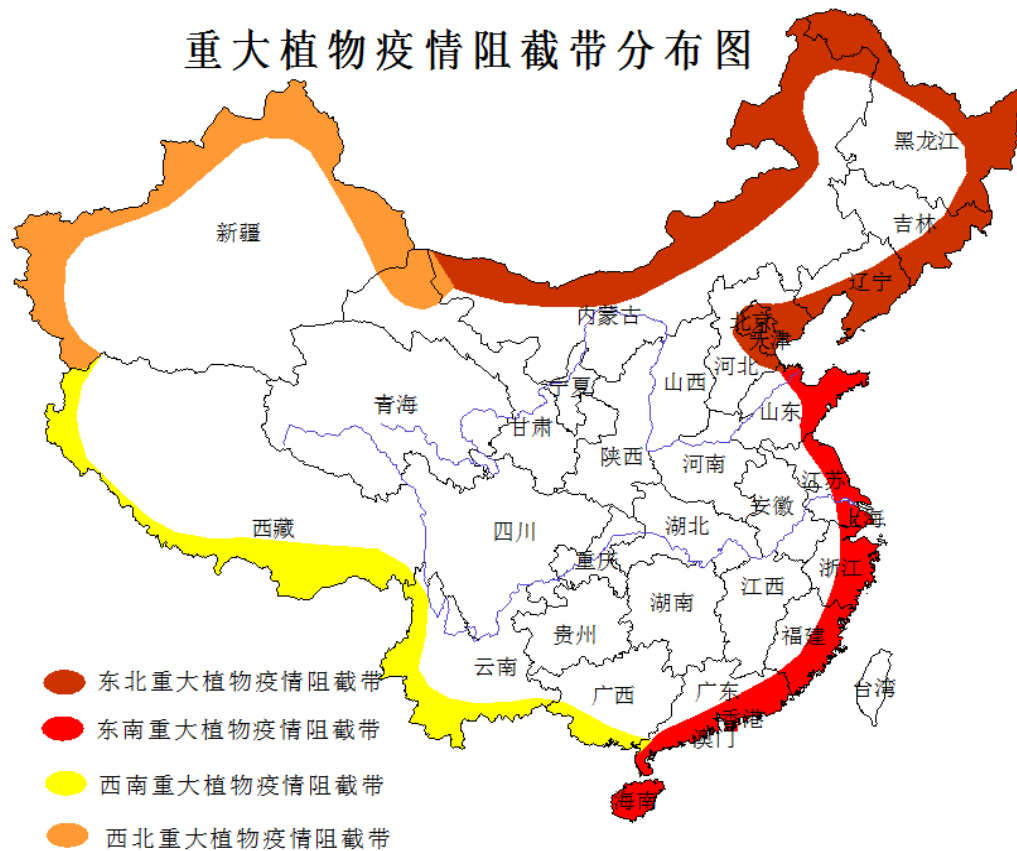 重大植物疫情阻截带分布图
黑龙江
吉林
新疆
辽宁
内蒙古
北京
天津
河北
山西
宁夏
山东
青海
甘肃
陕西
河南
江苏
安徽
上海
西藏
四川
湖北
重庆
浙江
江西
湖南
贵州
福建
云南
广西
广东
台湾
香港
澳门
海南
东北重大植物疫情阻截带
东南重大植物疫情阻截带
西南重大植物疫情阻截带
西北重大植物疫情阻截带